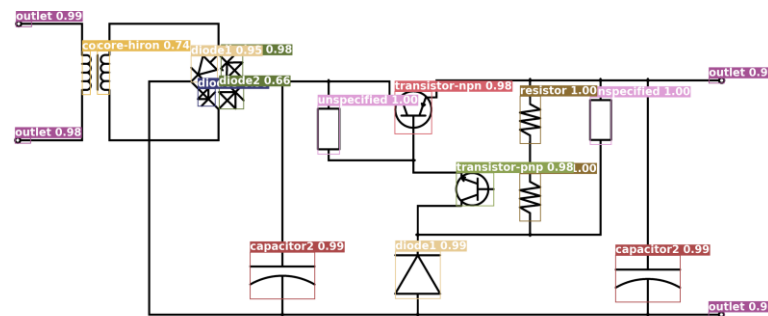 outlet 0.99
cocore-hiron 0.74
diode1 0.95
0.98
diode2 0.66
transistor-npn 0.98
unspecified 1.00
resistor 1.00
nspecified 1.00
outlet 0.9
outlet 0.98
transistor-pnp 0.98
1.00
capacitor2 0.99
diode1 0.99
capacitor2 0.99
outlet 0.9